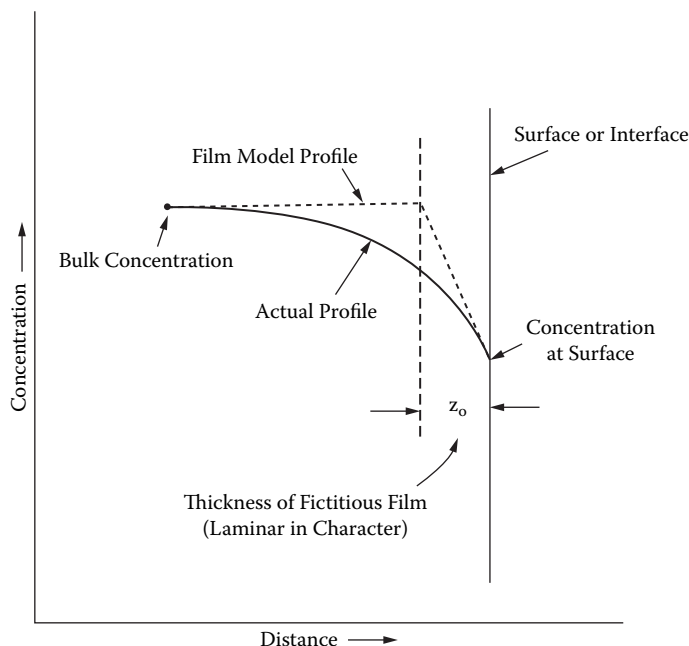 Surface or Interface
Film Model Profile
Bulk Concentration
Actual Profile
Concentration
at Surface
Concentration
zo
Thickness of Fictitious Film
(Laminar in Character)
Distance